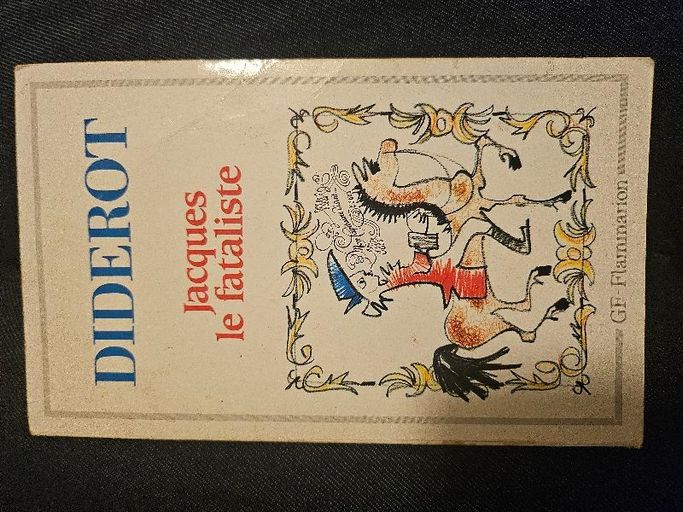 DIDEROT
Jacques
le fataliste
GF Flammarion